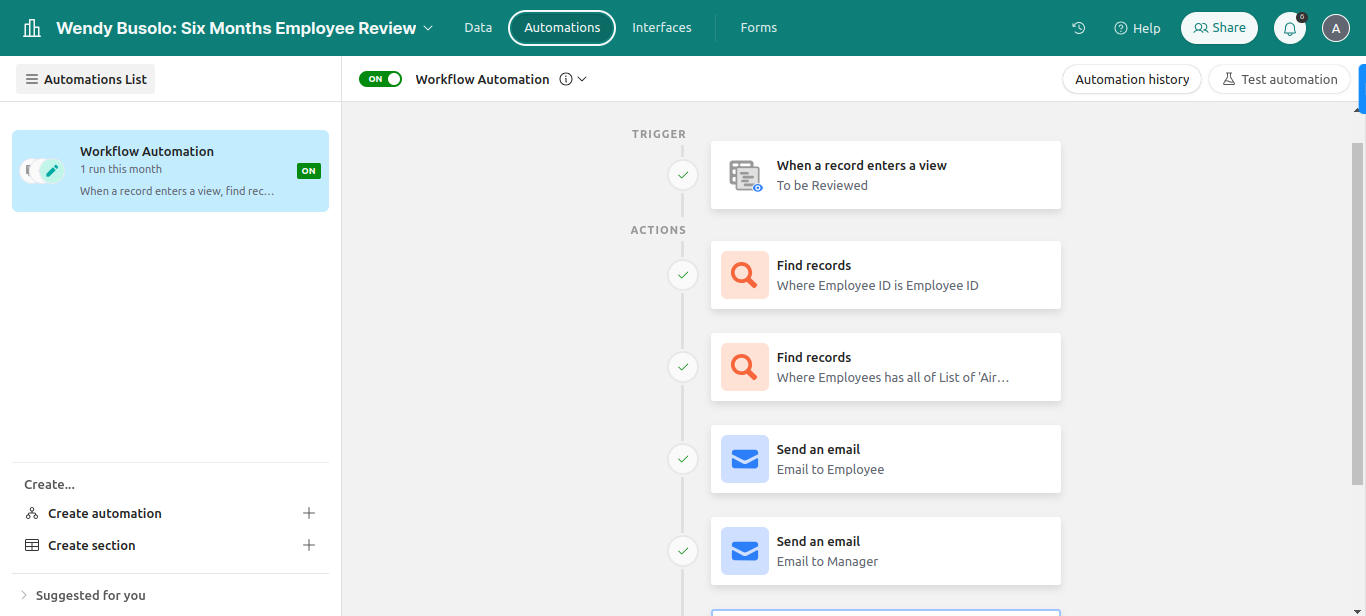 Wendy Busolo: Six Months Employee Review
Data
Automations
Interfaces
Forms
Help
Share
6
A
Automations List
ON
Workflow Automation
Automation history
Test automation
Workflow Automation
1 run this month
ON
When a record enters a view, find rec...
TRIGGER
When a record enters a view
To be Reviewed
ACTIONS
Find records
Where Employee ID is Employee ID
Find records
Where Employees has all of List of 'Air...
Send an email
Email to Employee
Send an email
Email to Manager
Create...
Create automation
Create section
Suggested for you